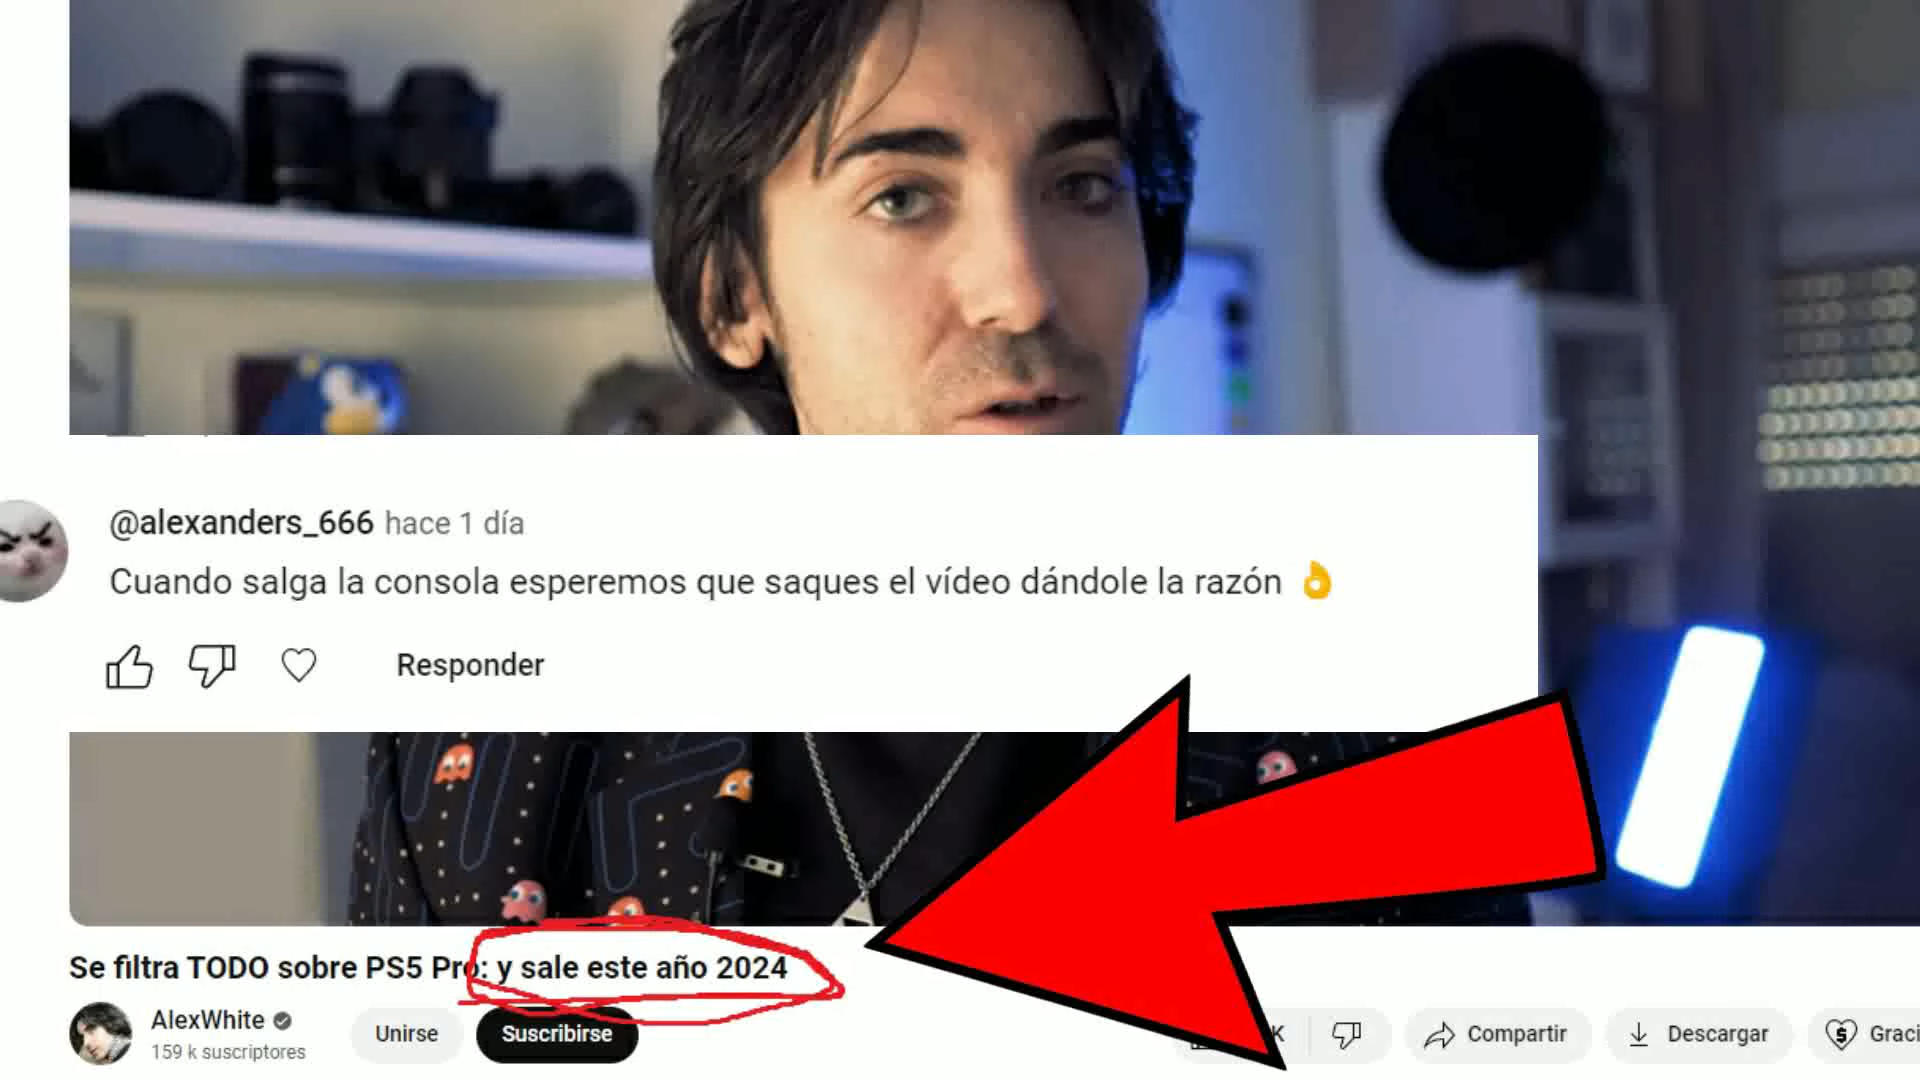 @alexanders_666 hace 1 día
Cuando salga la consola esperemos que saques el vídeo dándole la razón 👌
Responder
Se filtra TODO sobre PS5 Pro: y sale este año 2024
AlexWhite
159 k suscriptores
Unirse
Suscribirse
K
Compartir
Descargar
Graci